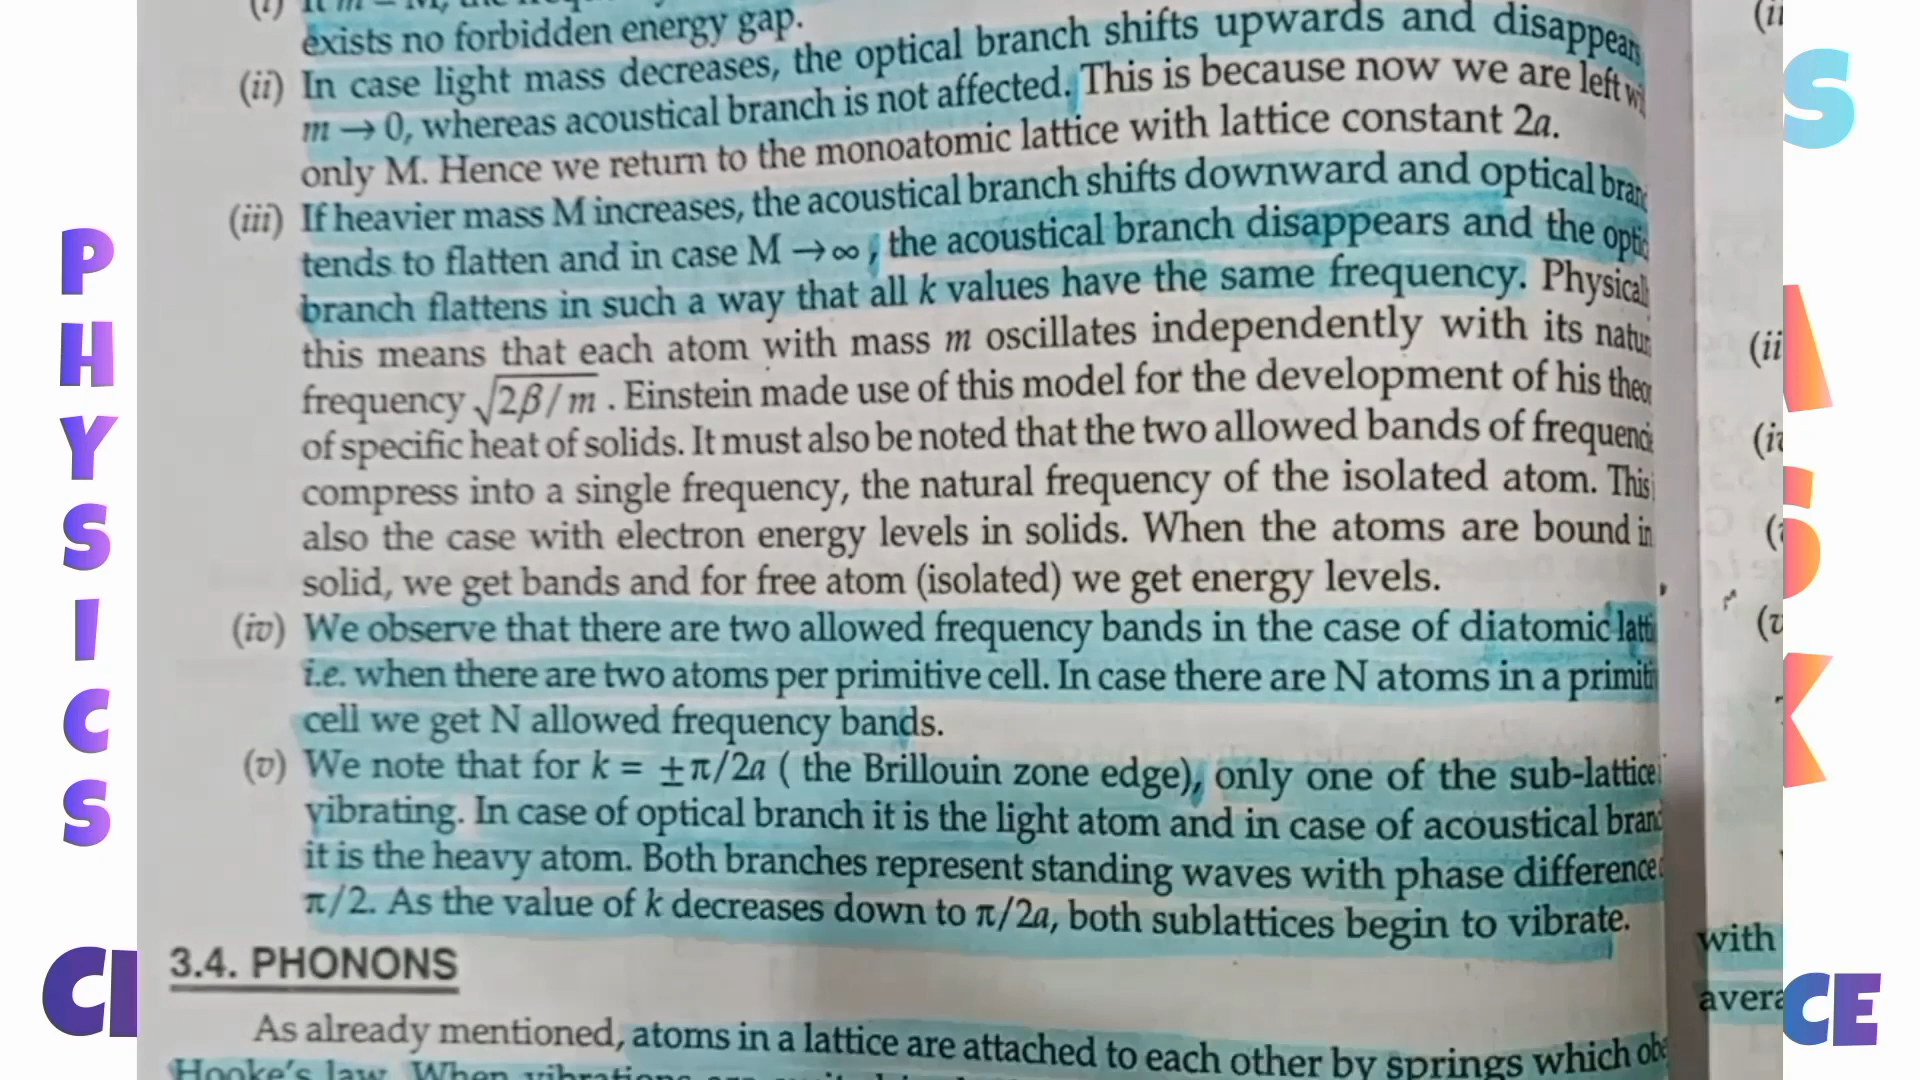 exists no forbidden energy gap.
(ii) In case light mass decreases, the optical branch shifts upwards and disappears
m → 0, whereas acoustical branch is not affected. This is because now we are left
only M. Hence we return to the monoatomic lattice with lattice constant 2a.
(iii) If heavier mass M increases, the acoustical branch shifts downward and optical
tends to flatten and in case M → ∞, the acoustical branch disappears and the
branch flattens in such a way that all k values have the same frequency.
this means that each atom with mass m oscillates independently with its
frequency √2β/m . Einstein made use of this model for the development of his
of specific heat of solids. It must also be noted that the two allowed bands of
compress into a single frequency, the natural frequency of the isolated atom. This
also the case with electron energy levels in solids. When the atoms are bound in
solid, we get bands and for free atom (isolated) we get energy levels.
(iv) We observe that there are two allowed frequency bands in the case of diatomic
i.e. when there are two atoms per primitive cell. In case there are N atoms in a
cell we get N allowed frequency bands.
(v) We note that for k = ±π/2a ( the Brillouin zone edge), only one of the sub-lattice
vibrating. In case of optical branch it is the light atom and in case of acoustical
it is the heavy atom. Both branches represent standing waves with phase difference
π/2. As the value of k decreases down to π/2a, both sublattices begin to vibrate.
3.4. PHONONS
As already mentioned, atoms in a lattice are attached to each other by springs which
Hooke's law. When vibrations
with
PHYSICS